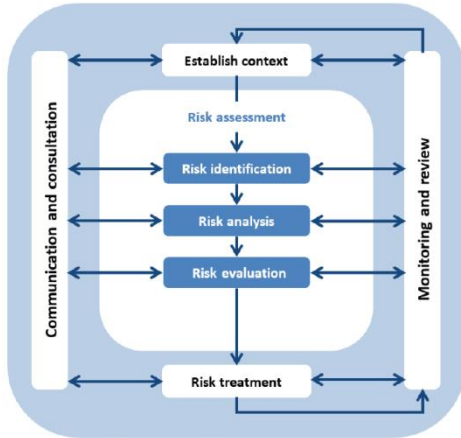 Establish context
Communication and consultation
Monitoring and review
Risk assessment
Risk identification
Risk analysis
Risk evaluation
Risk treatment